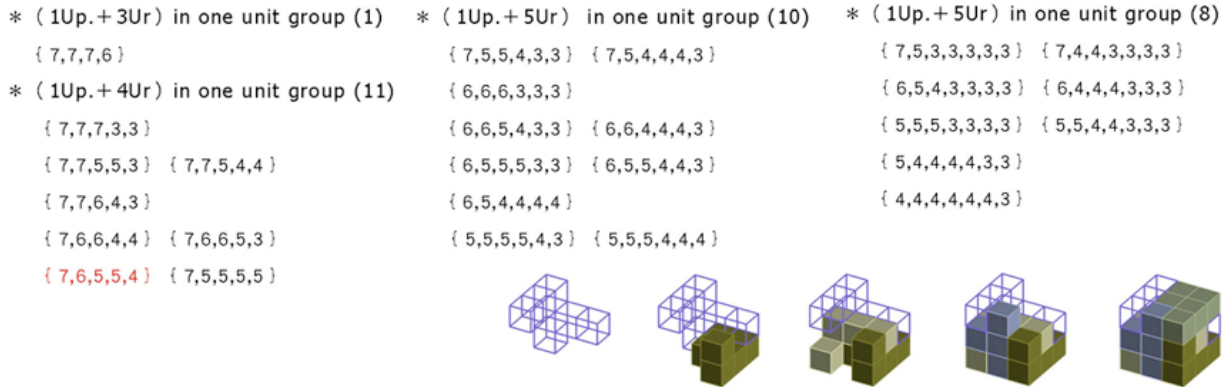 * (1Up.+3Ur) in one unit group (1)
{ 7,7,7,6 }
* (1Up.+4Ur) in one unit group (11)
{ 7,7,7,3,3 }
{ 7,7,5,5,3 } { 7,7,5,4,4 }
{ 7,7,6,4,3 }
{ 7,6,6,4,4 } { 7,6,6,5,3 }
{ 7,6,5,5,4 } { 7,5,5,5,5 }
* (1Up.+5Ur) in one unit group (10)
{ 7,5,5,4,3,3 } { 7,5,4,4,4,3 }
{ 6,6,6,3,3,3 }
{ 6,6,5,4,3,3 } { 6,6,4,4,4,3 }
{ 6,5,5,5,3,3 } { 6,5,5,4,4,3 }
{ 6,5,4,4,4,4 }
{ 5,5,5,5,4,3 } { 5,5,5,4,4,4 }
* (1Up.+5Ur) in one unit group (8)
{ 7,5,3,3,3,3,3 } { 7,4,4,3,3,3,3 }
{ 6,5,4,3,3,3,3 } { 6,4,4,4,3,3,3 }
{ 5,5,5,3,3,3,3 } { 5,5,4,4,3,3,3 }
{ 5,4,4,4,4,3,3 }
{ 4,4,4,4,4,4,3 }